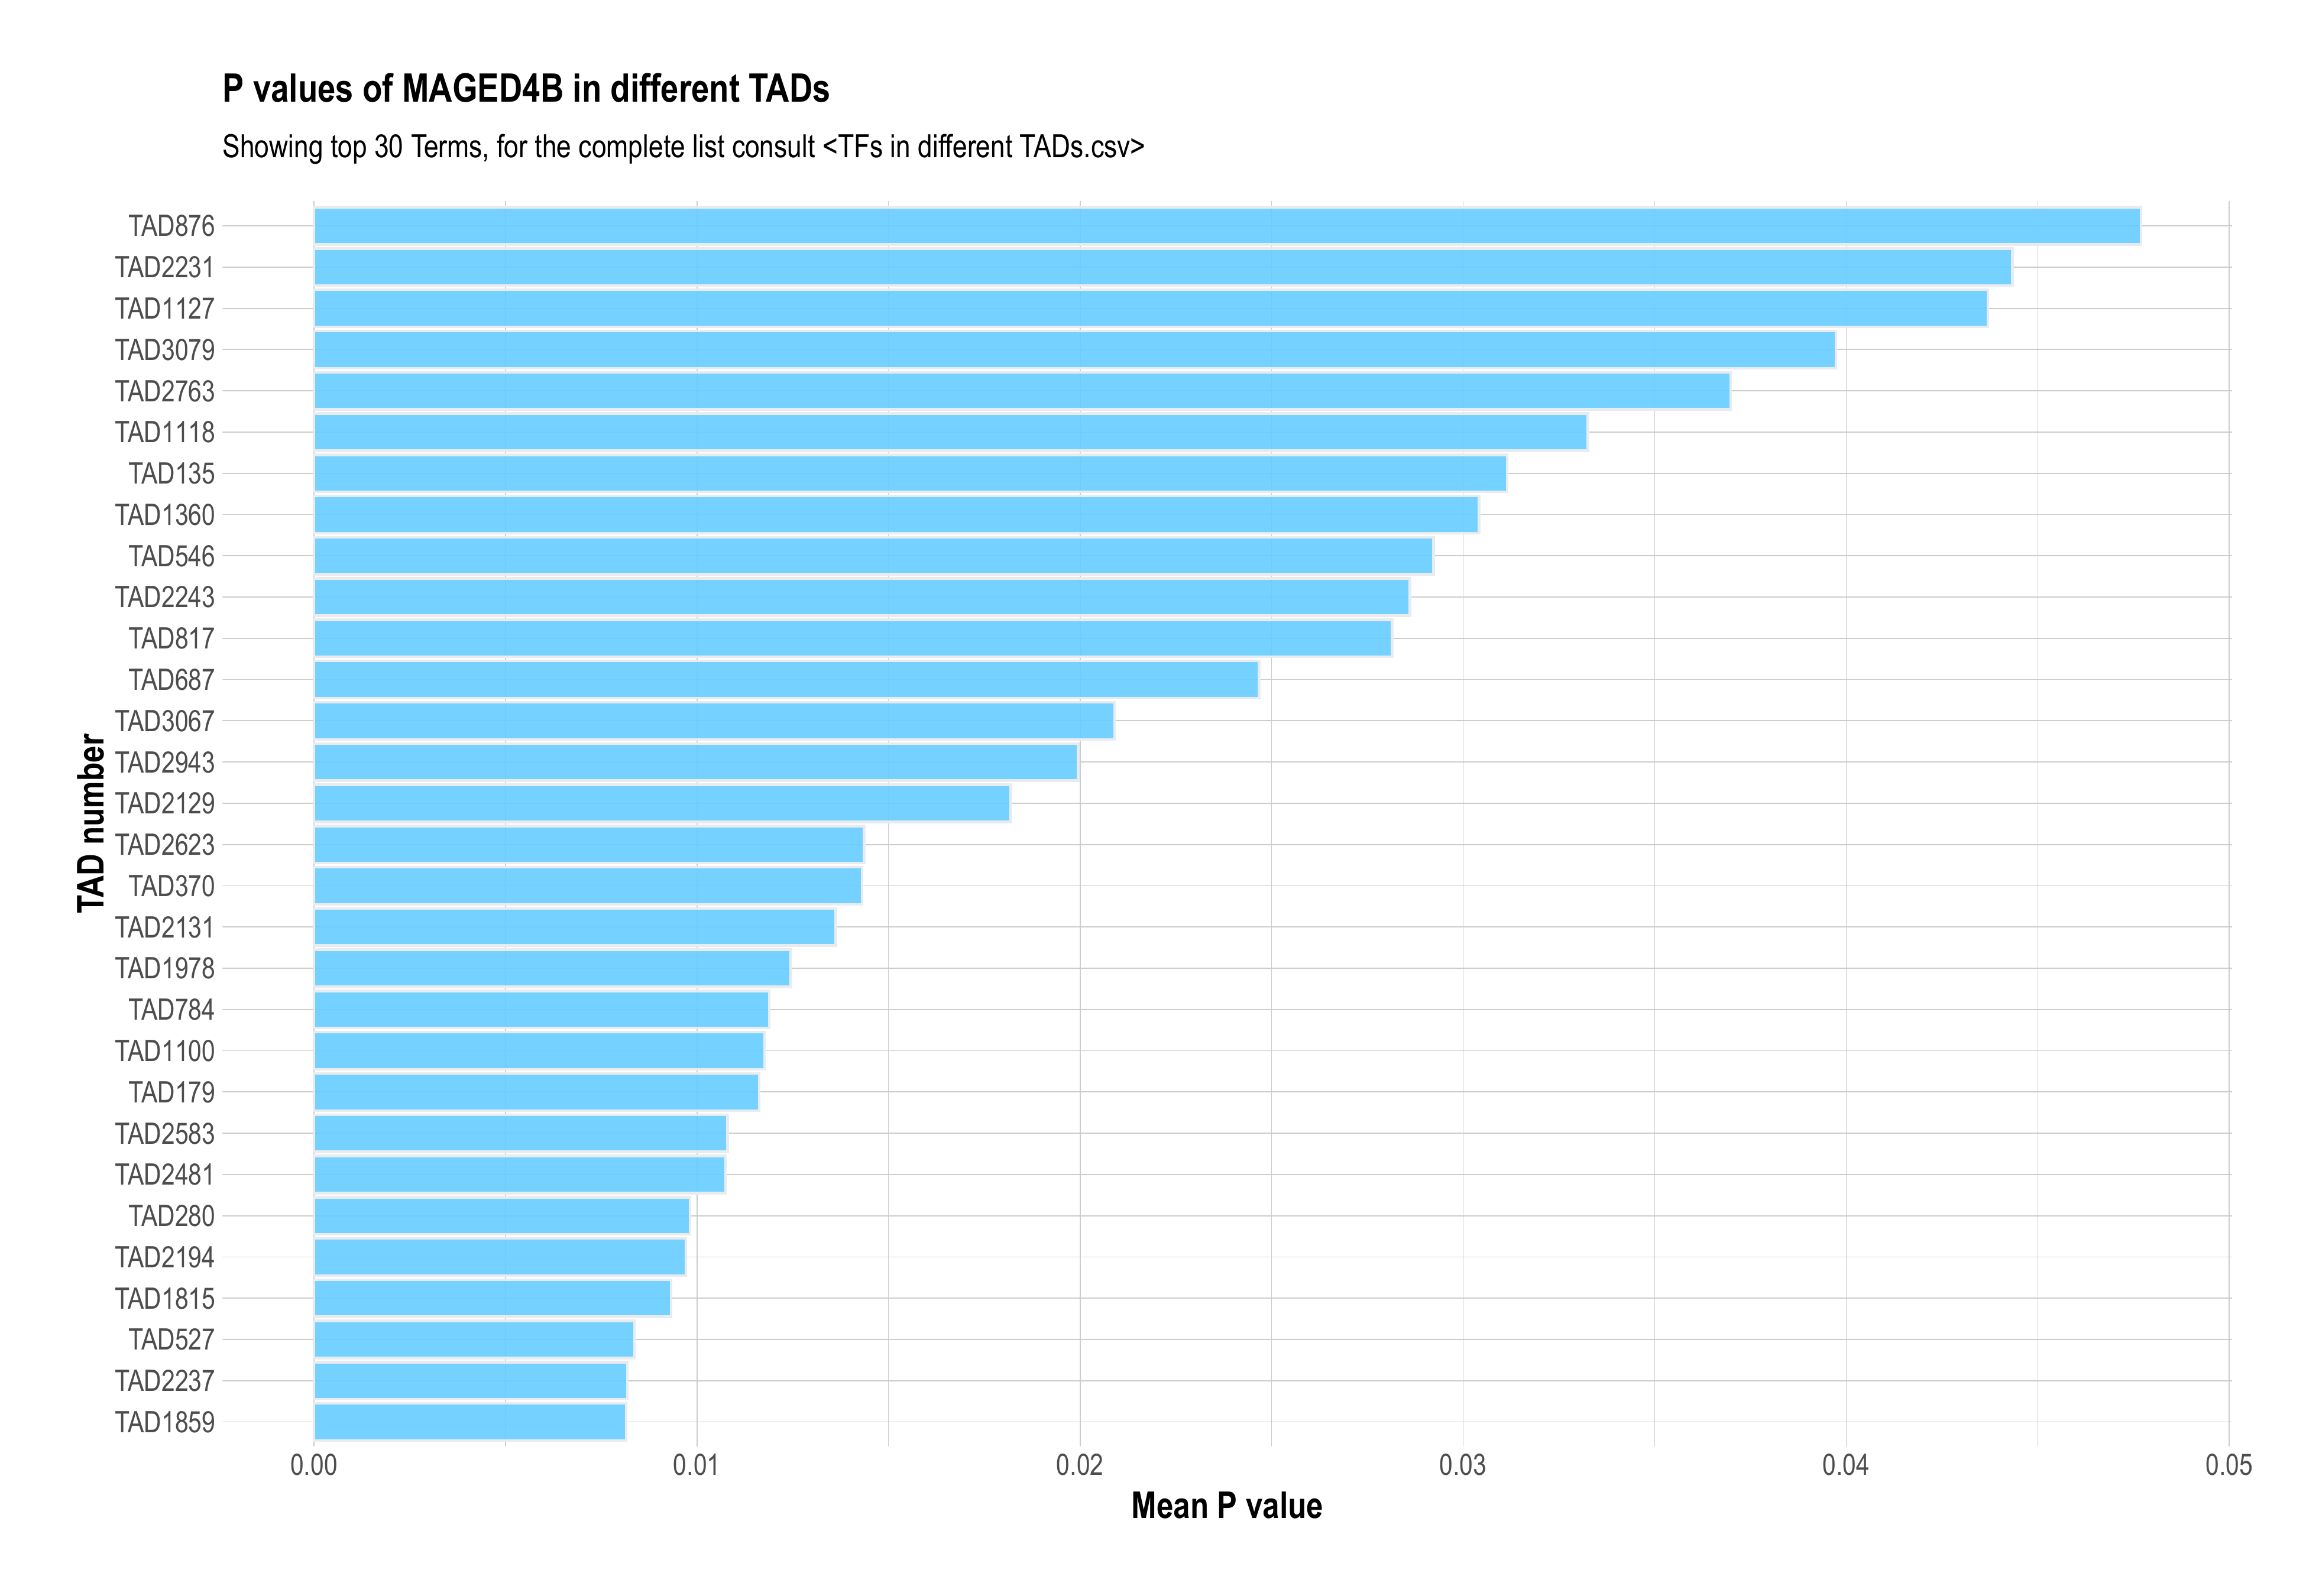 P values of MAGED4B in different TADs
Showing top 30 Terms, for the complete list consult <TFs in different TADs.csv>
TAD number
TAD876
TAD2231
TAD1127
TAD3079
TAD2763
TAD1118
TAD135
TAD1360
TAD546
TAD2243
TAD817
TAD687
TAD3067
TAD2943
TAD2129
TAD2623
TAD370
TAD2131
TAD1978
TAD784
TAD1100
TAD179
TAD2583
TAD2481
TAD280
TAD2194
TAD1815
TAD527
TAD2237
TAD1859
0.00 0.01 0.02 0.03 0.04 0.05
Mean P value